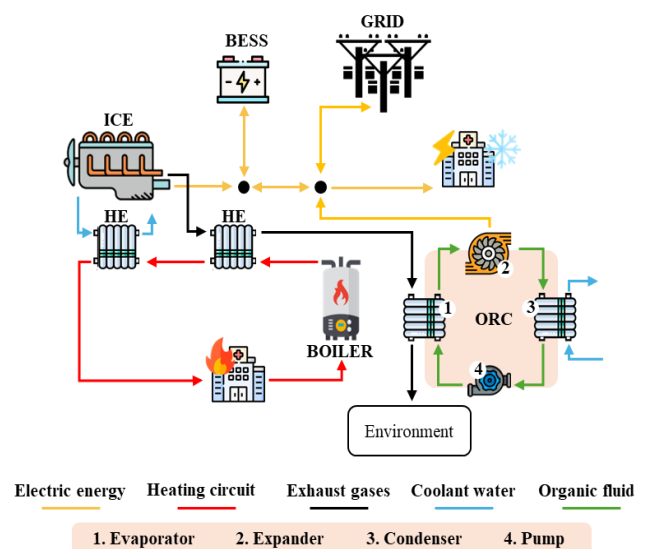 GRID
BESS
ICE
HE
HE
2
1
ORC
3
BOILER
4
Environment
Electric energy
Heating circuit
Exhaust gases
Coolant water
Organic fluid
1. Evaporator
2. Expander
3. Condenser
4. Pump